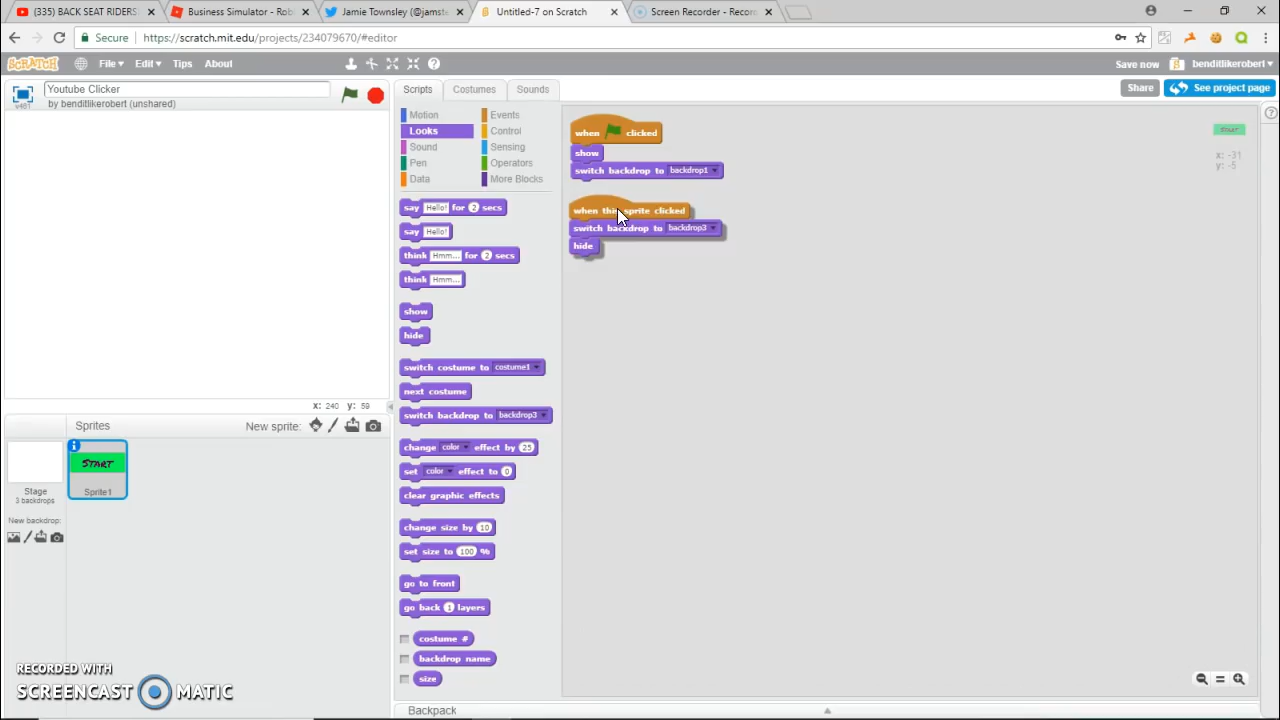 (335) BACK SEAT RIDERS
Business Simulator - Rob
Jamie Townsley (@jamst
Untitled-7 on Scratch
Screen Recorder - Record
Secure
https://scratch.mit.edu/projects/234079670/#editor
SCRATCH
File
Edit
Tips
About
Save now
benditlikerobert
Youtube Clicker
by benditlikerobert (unshared)
v461
Scripts
Costumes
Sounds
Share
See project page
Motion
Events
Looks
Control
Sound
Sensing
Pen
Operators
Data
More Blocks
say Hello! for 2 secs
say Hello!
think Hmm... for 2 secs
think Hmm...
show
hide
switch costume to costume1
next costume
switch backdrop to backdrop3
change color effect by 25
set color effect to 0
clear graphic effects
change size by 10
set size to 100 %
go to front
go back 1 layers
costume #
backdrop name
size
when clicked
show
switch backdrop to backdrop1
when this sprite clicked
switch backdrop to backdrop3
hide
START
x: -31
y: -5
x: 240 y: 59
Sprites
New sprite:
START
Sprite1
Stage
3 backdrops
New backdrop:
Backpack
RECORDED WITH
SCREENCAST MATIC